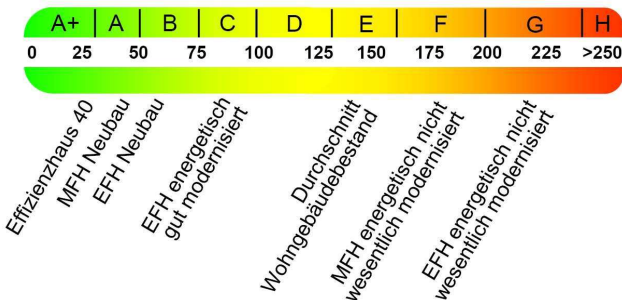 A+ A B C D E F G H
0 25 50 75 100 125 150 175 200 225 >250
Effizienzhaus 40
MFH Neubau
EFH Neubau
EFH energetisch
gut modernisiert
Durchschnitt
Wohngebäudebestand
MFH energetisch nicht
wesentlich modernisiert
EFH energetisch nicht
wesentlich modernisiert